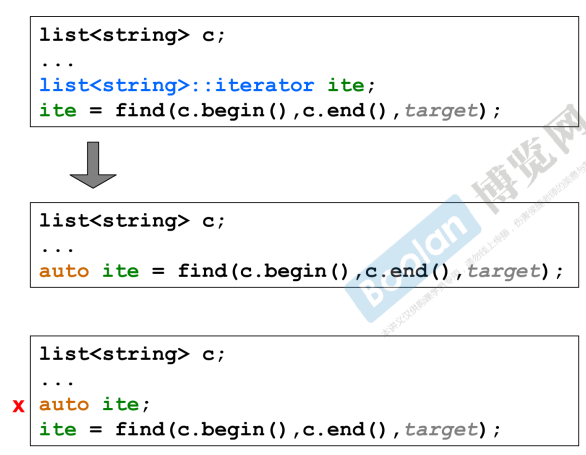 list<string> c;
...
list<string>::iterator ite;
ite = find(c.begin(),c.end(),target);
list<string> c;
...
auto ite = find(c.begin(),c.end(),target);
Boolan 博览网
list<string> c;
...
x auto ite;
ite = find(c.begin(),c.end(),target);